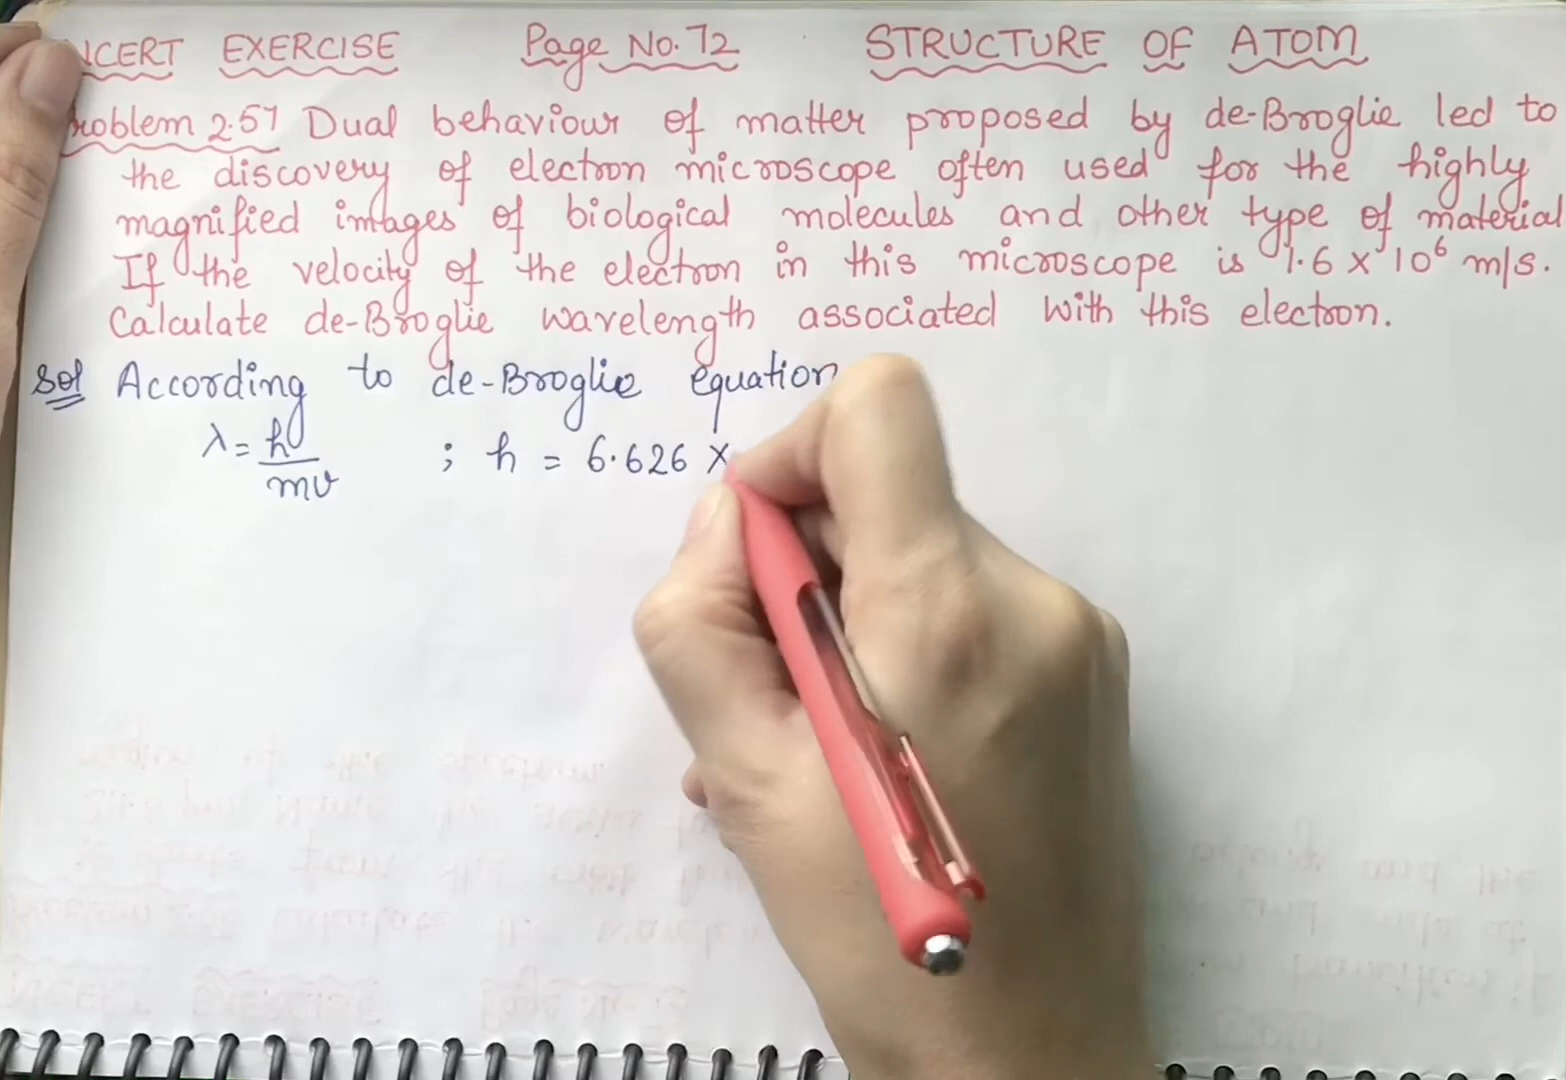 NCERT EXERCISE Page No. 72 STRUCTURE OF ATOM
roblem 2.57 Dual behaviour of matter proposed by de-Broglie led to
the discovery of electron microscope often used for the highly
magnified images of biological molecules and other type of material
If the velocity of the electron in this microscope is 1.6 x 10⁶ m/s.
Calculate de-Broglie wavelength associated with this electron.
Sol According to de-Broglie equation
λ = h/mv ; h = 6.626 ×